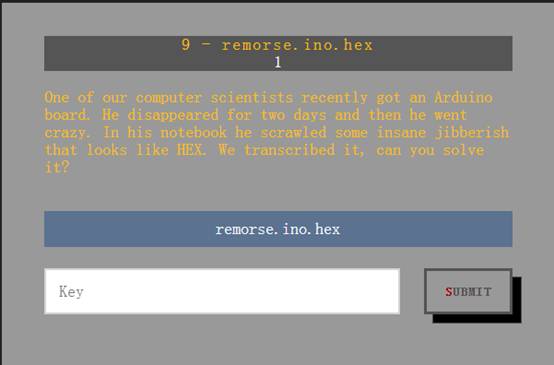 9 - remorse.ino.hex
1
One of our computer scientists recently got an Arduino
board. He disappeared for two days and then he went
crazy. In his notebook he scrawled some insane jibberish
that looks like HEX. We transcribed it, can you solve
it?
remorse.ino.hex
Key
SUBMIT